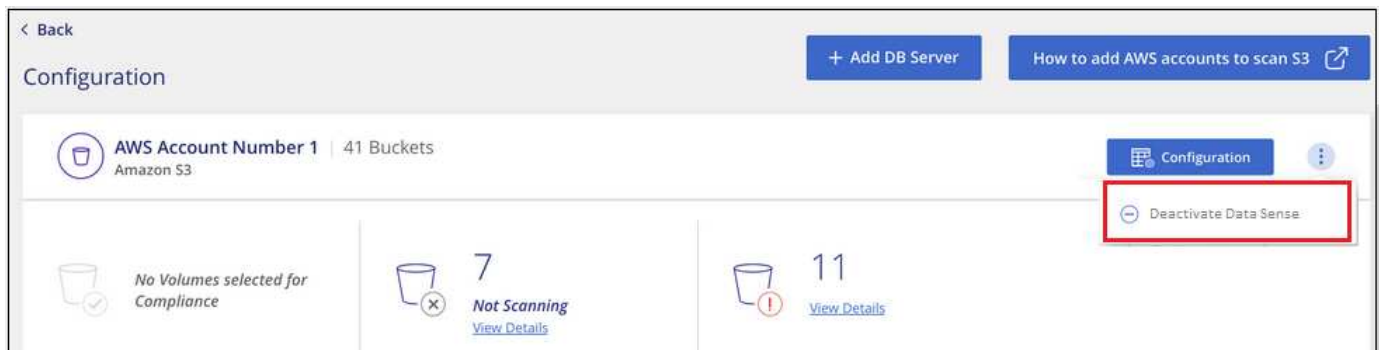 < Back
+ Add DB Server
How to add AWS accounts to scan S3
Configuration
AWS Account Number 1 | 41 Buckets
Amazon S3
Configuration
Deactivate Data Sense
No Volumes selected for
Compliance
7
Not Scanning
View Details
11
View Details